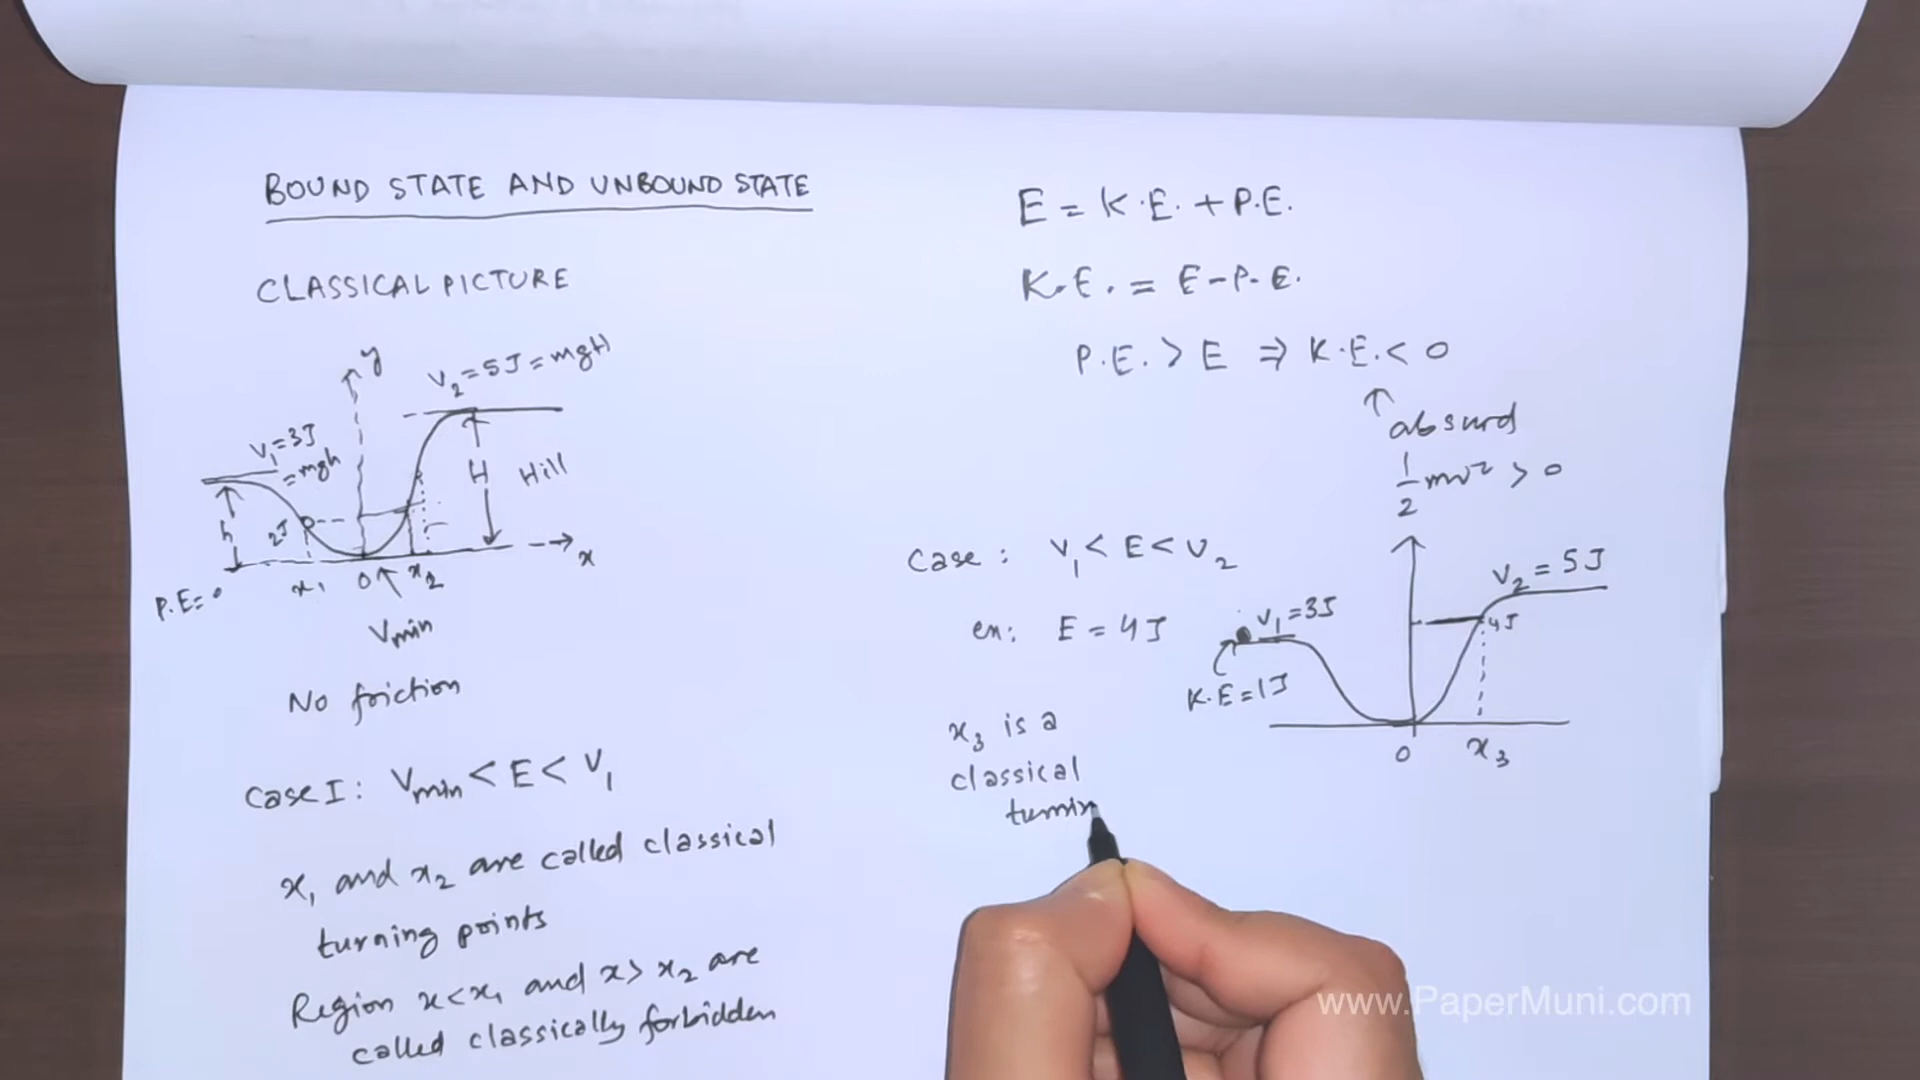 BOUND STATE AND UNBOUND STATE
CLASSICAL PICTURE
y
V₂ = 5J = mgH
V₁ = 3J
= mgh
H
Hill
h
2J
x
P.E = 0
x₁
0
x₂
Vmin
No friction
Case I : Vmin < E < V₁
x₁ and x₂ are called classical
turning points
Region x < x₁ and x > x₂ are
called classically forbidden
E = K.E. + P.E.
K.E. = E - P.E.
P.E. > E ⇒ K.E. < 0
↑
absurd
1/2 mv² > 0
Case : V₁ < E < V₂
ex: E = 4J
V₁ = 3J
V₂ = 5J
4J
K.E = 1J
0
x₃
x₃ is a
classical
turnin
www.PaperMuni.com